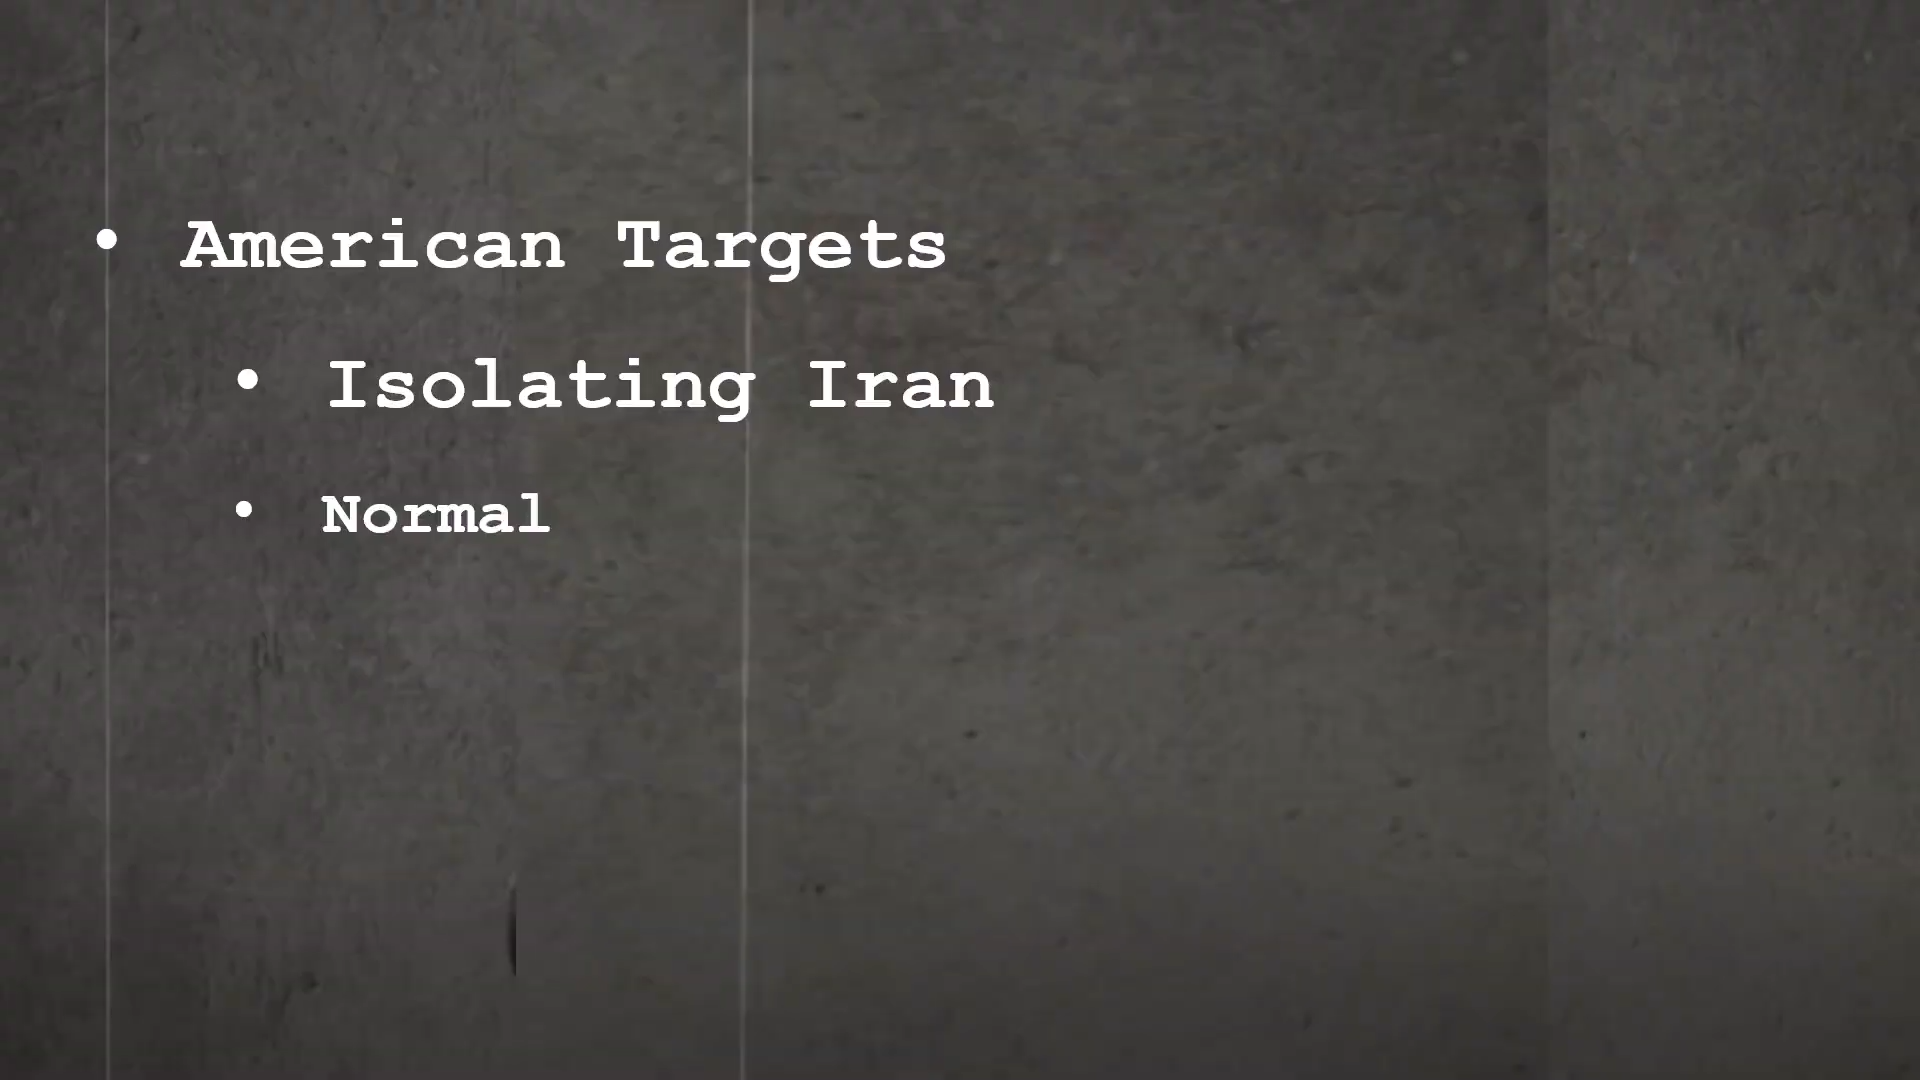 • American Targets
• Isolating Iran
• Normal